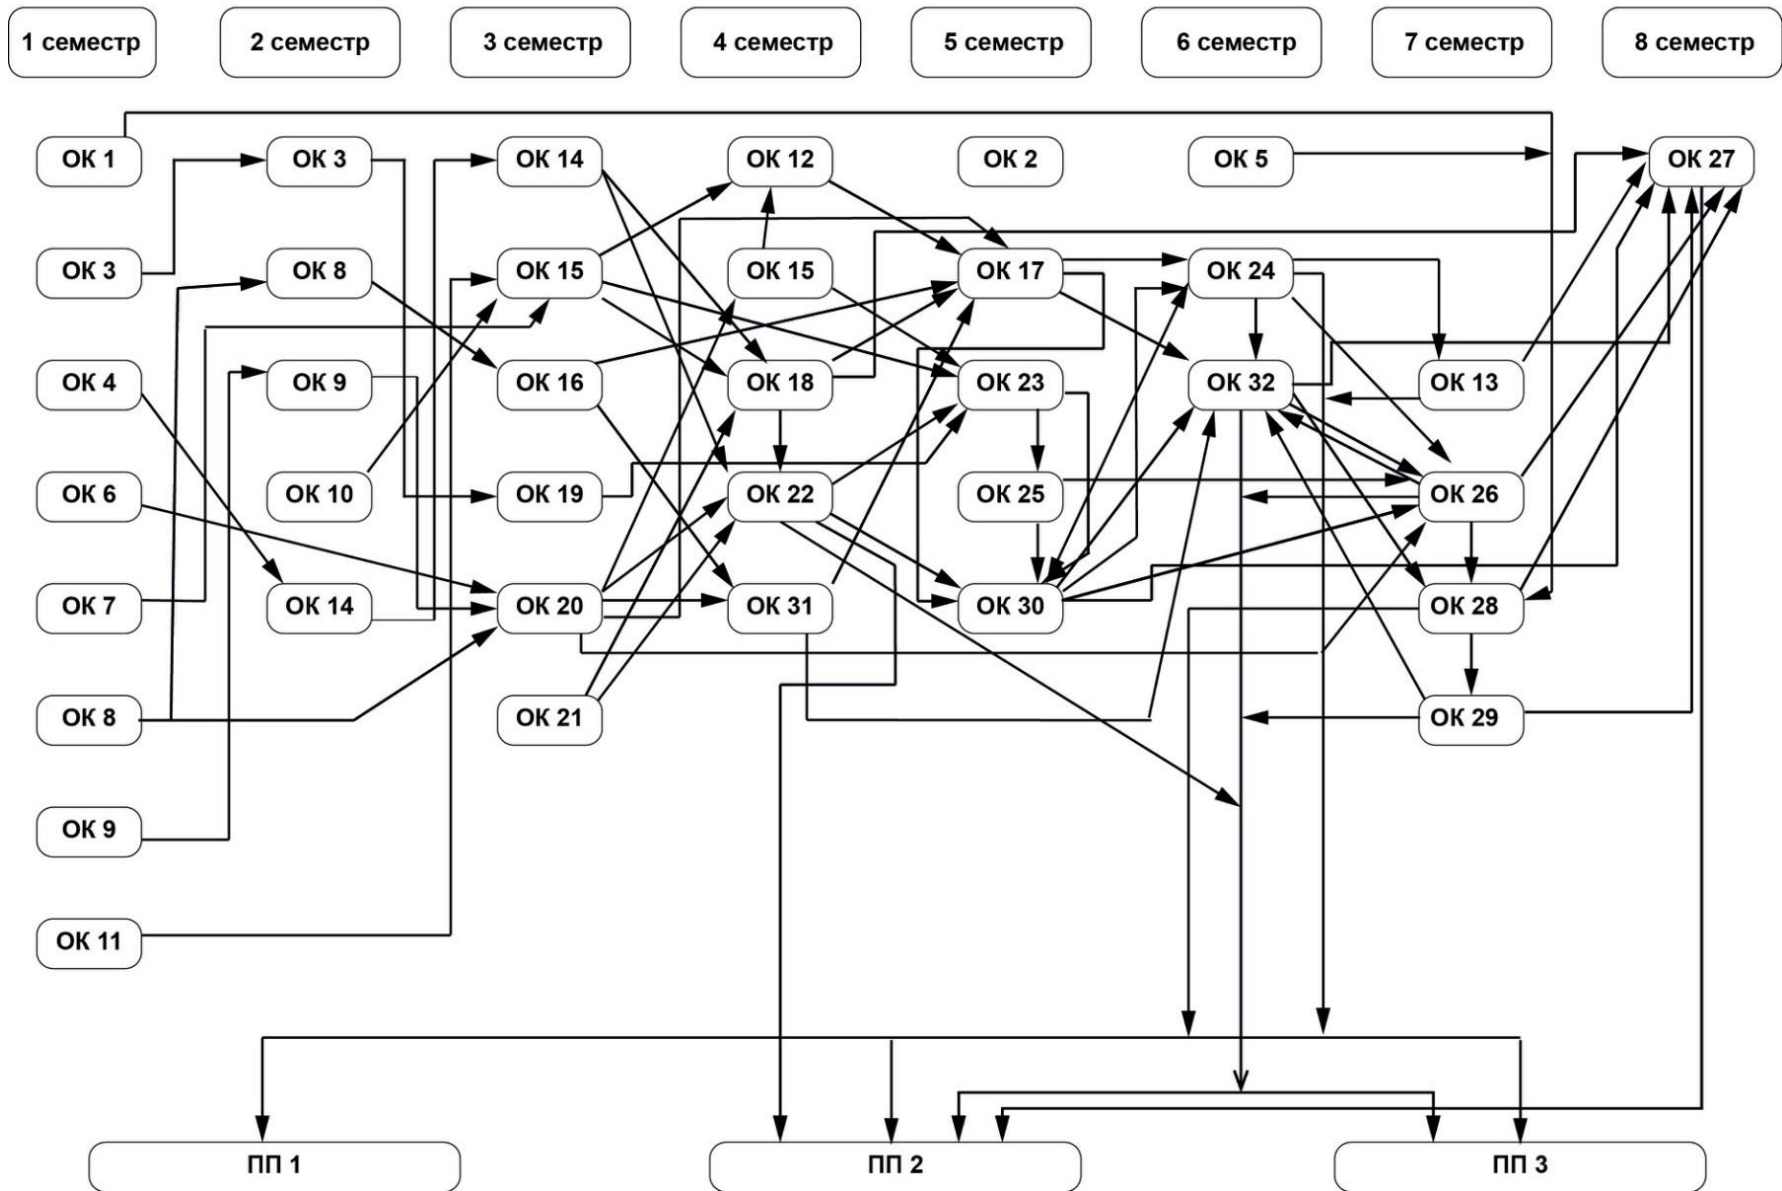 1 семестр
2 семестр
3 семестр
4 семестр
5 семестр
6 семестр
7 семестр
8 семестр
ОК 1
ОК 3
ОК 14
ОК 12
ОК 2
ОК 5
ОК 27
ОК 3
ОК 8
ОК 15
ОК 15
ОК 17
ОК 24
ОК 4
ОК 9
ОК 16
ОК 18
ОК 23
ОК 32
ОК 13
ОК 6
ОК 10
ОК 19
ОК 22
ОК 25
ОК 26
ОК 7
ОК 14
ОК 20
ОК 31
ОК 30
ОК 28
ОК 8
ОК 21
ОК 29
ОК 9
ОК 11
ПП 1
ПП 2
ПП 3